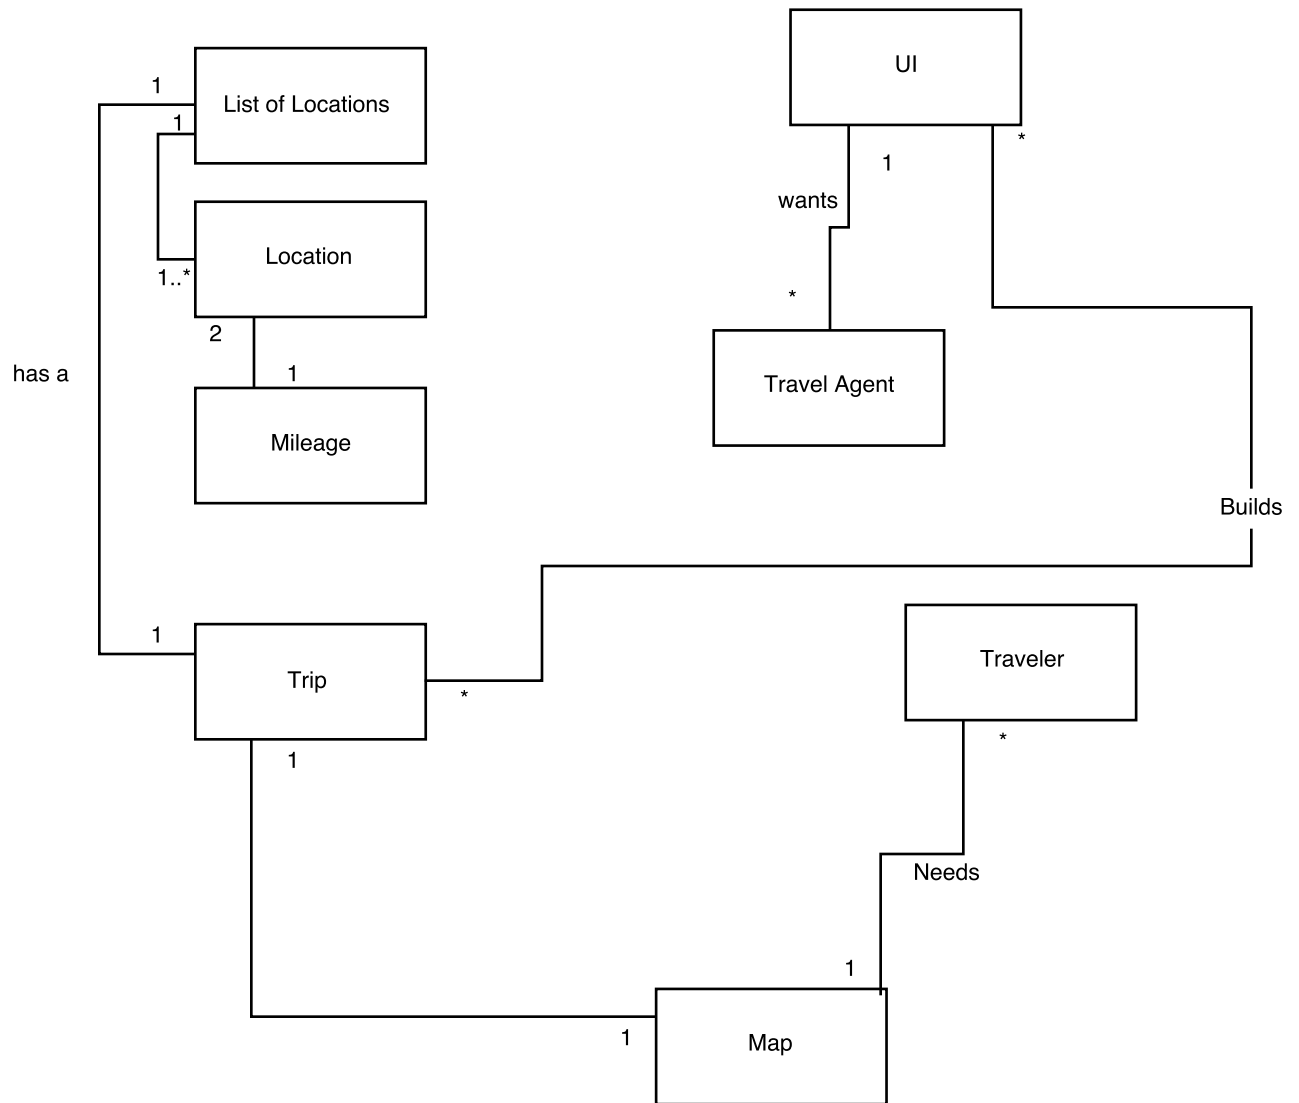 UI
1
List of Locations
1
*
1
wants
Location
1..*
*
2
has a
1
Travel Agent
Mileage
Builds
1
Traveler
Trip
*
1
*
Needs
1
1
Map